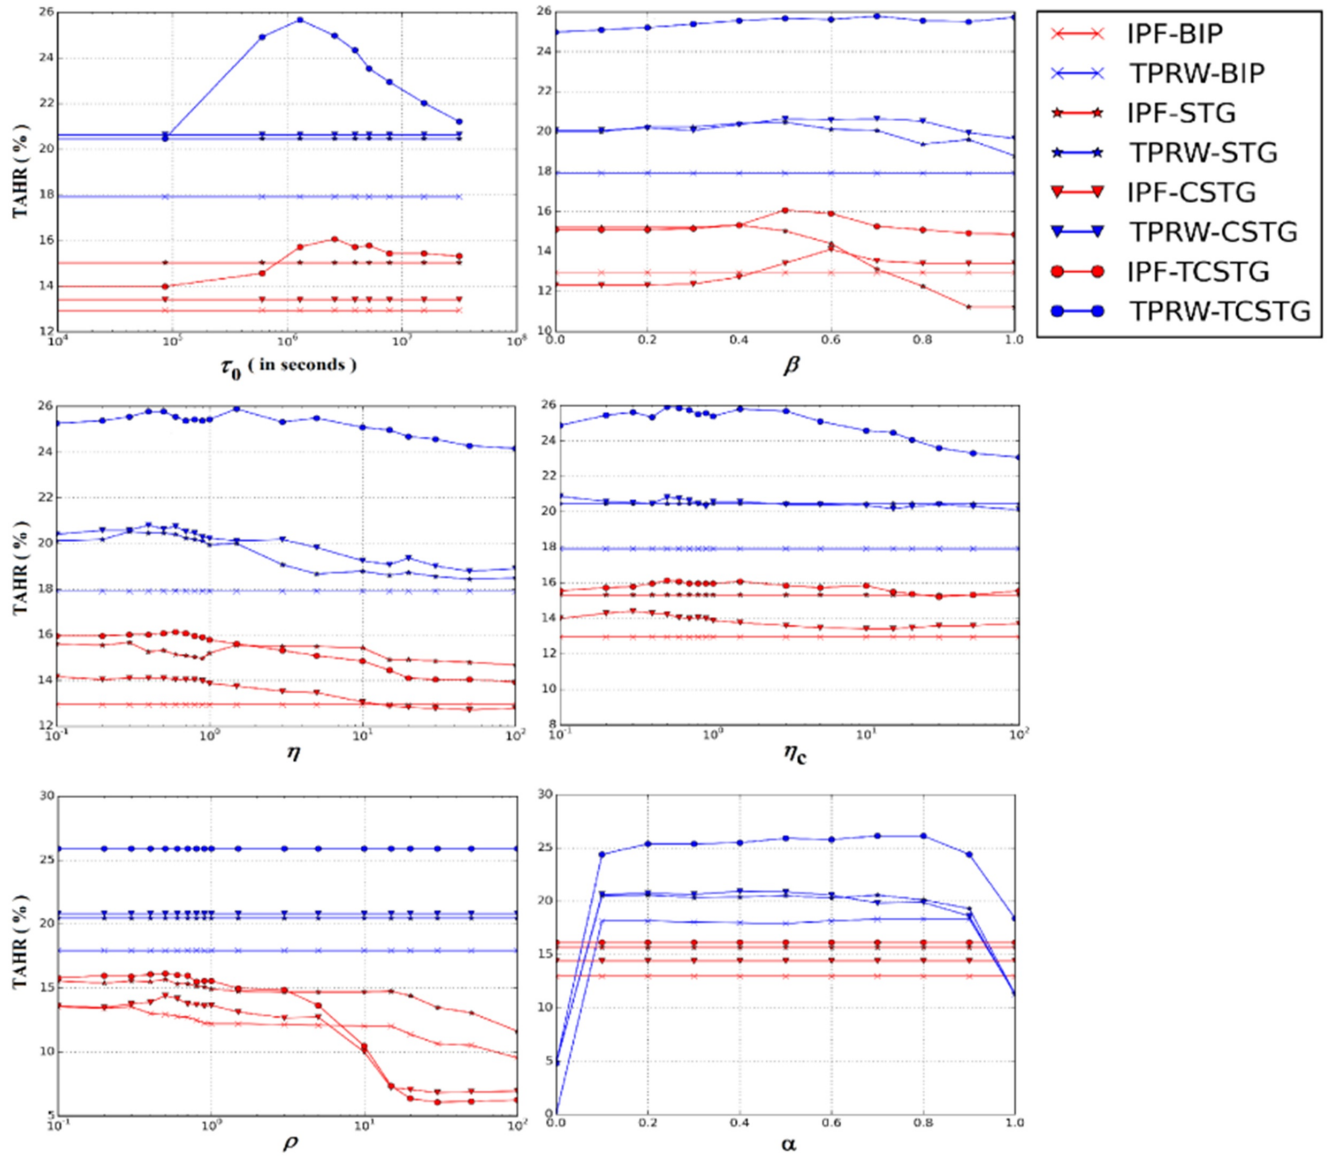 26
24
22
20
18
16
14
12
TAHR ( % )
10^4 10^5 10^6 10^7 10^8
τ0 ( in seconds )
26
24
22
20
18
16
14
12
10
0.0 0.2 0.4 0.6 0.8 1.0
β
IPF-BIP
TPRW-BIP
IPF-STG
TPRW-STG
IPF-CSTG
TPRW-CSTG
IPF-TCSTG
TPRW-TCSTG
26
24
22
20
18
16
14
12
TAHR ( % )
10^-1 10^0 10^1 10^2
η
26
24
22
20
18
16
14
12
10
8
10^-1 10^0 10^1 10^2
ηc
30
25
20
15
10
5
TAHR ( % )
10^-1 10^0 10^1 10^2
ρ
30
25
20
15
10
5
0
0.0 0.2 0.4 0.6 0.8 1.0
α